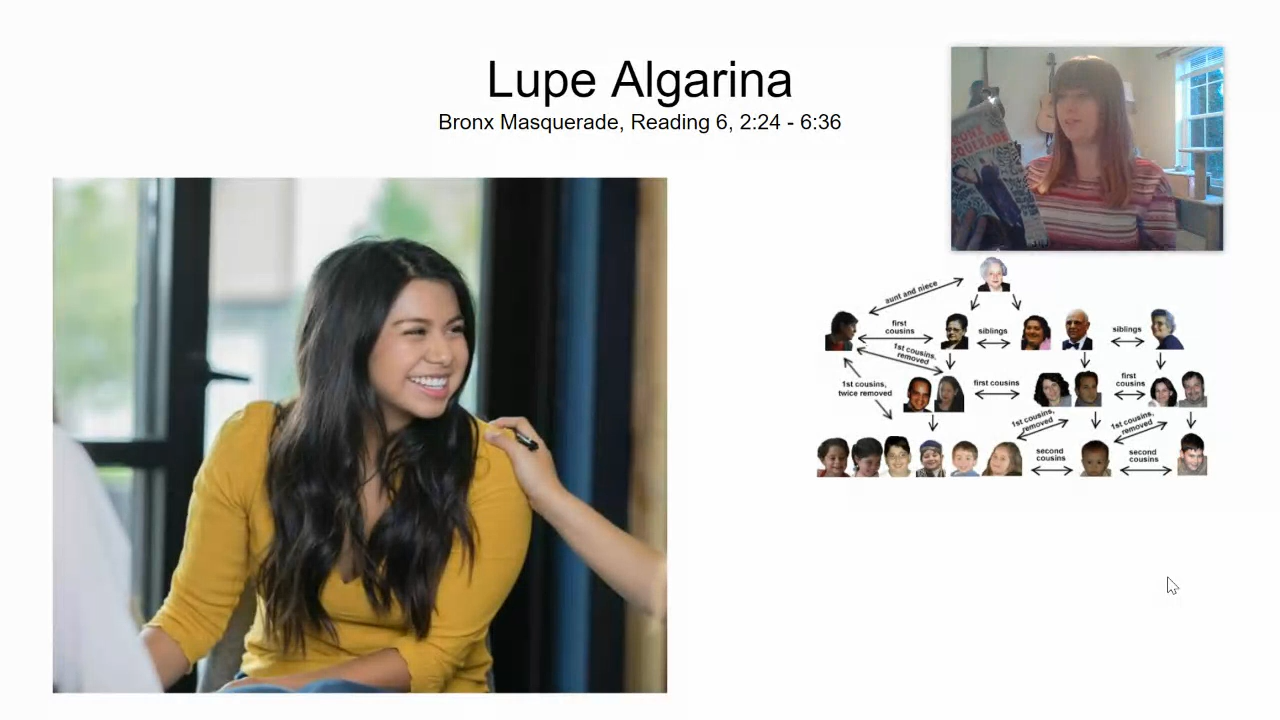 Lupe Algarina
Bronx Masquerade, Reading 6, 2:24 - 6:36
aunt and niece
first
cousins
siblings
siblings
1st cousins,
removed
1st cousins,
twice removed
first cousins
first
cousins
1st cousins,
removed
1st cousins,
removed
second
cousins
second
cousins